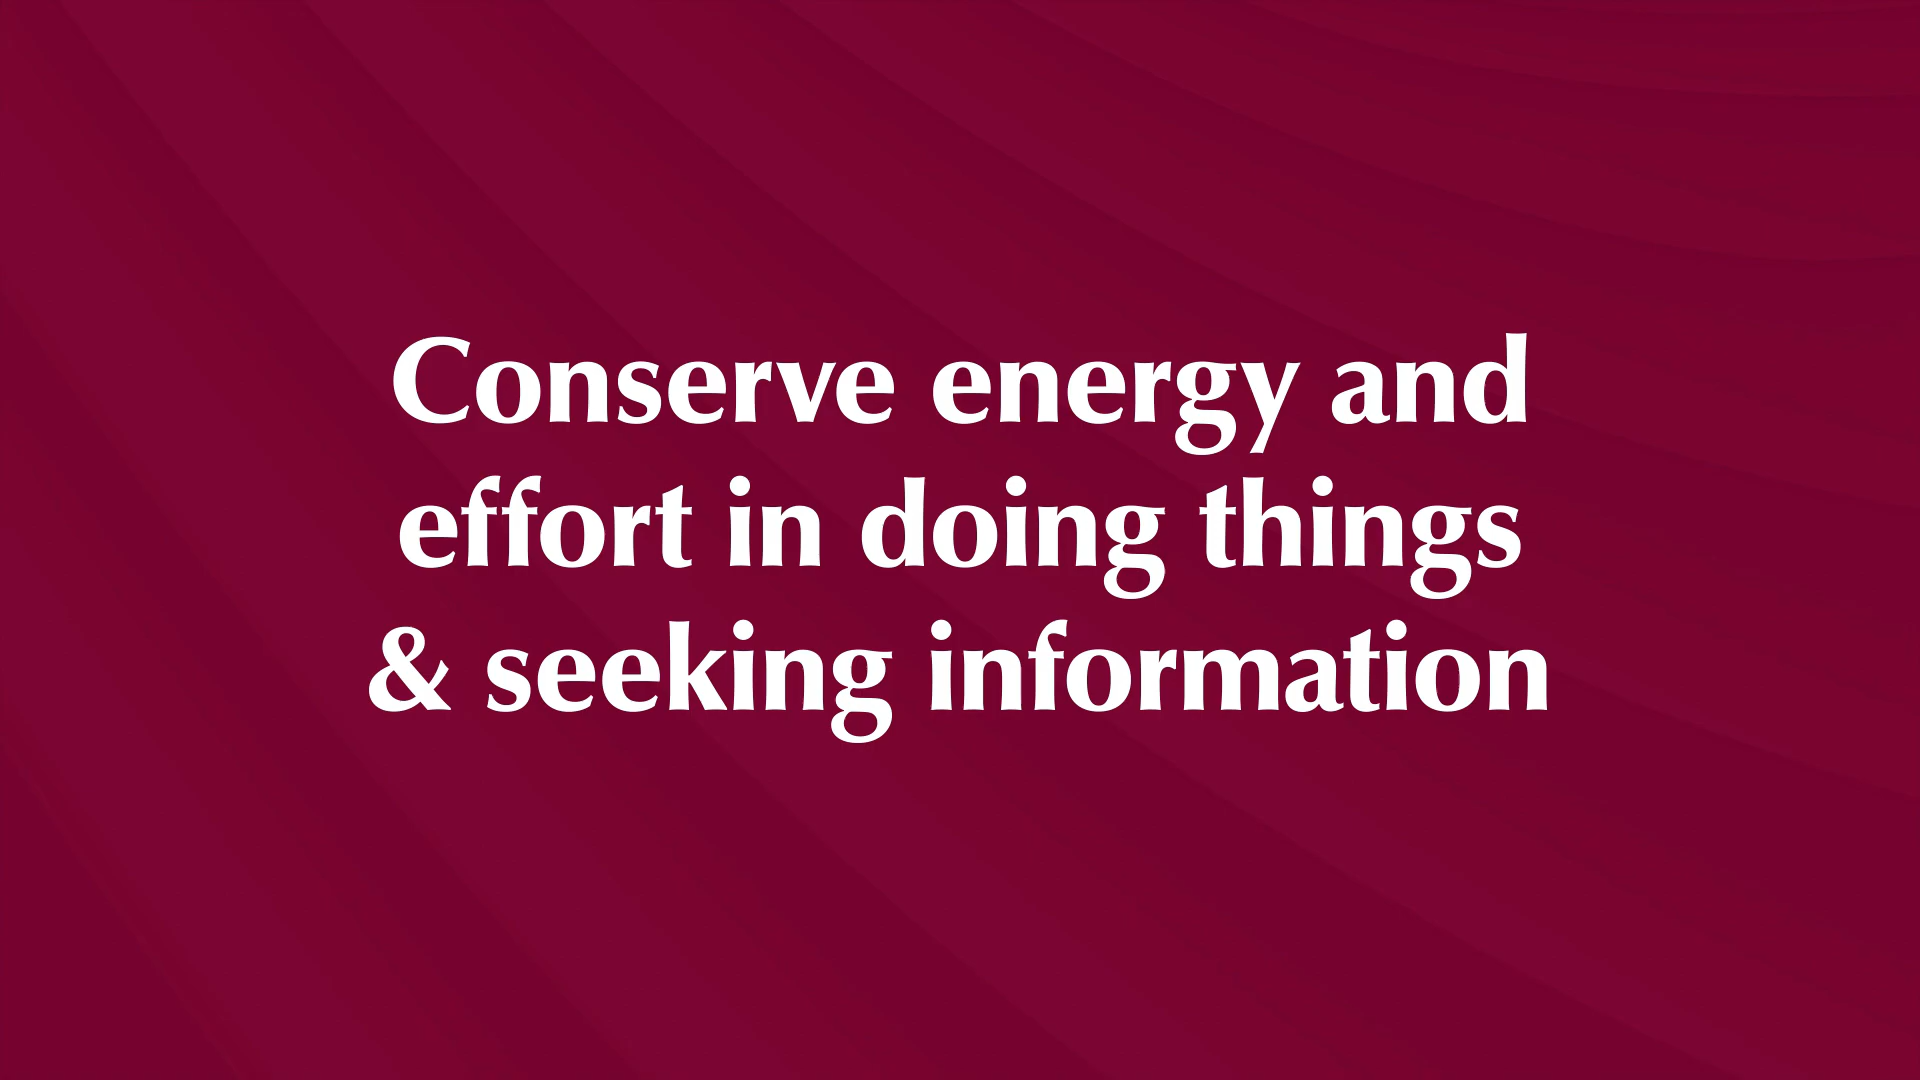 Conserve energy and
effort in doing things
& seeking information